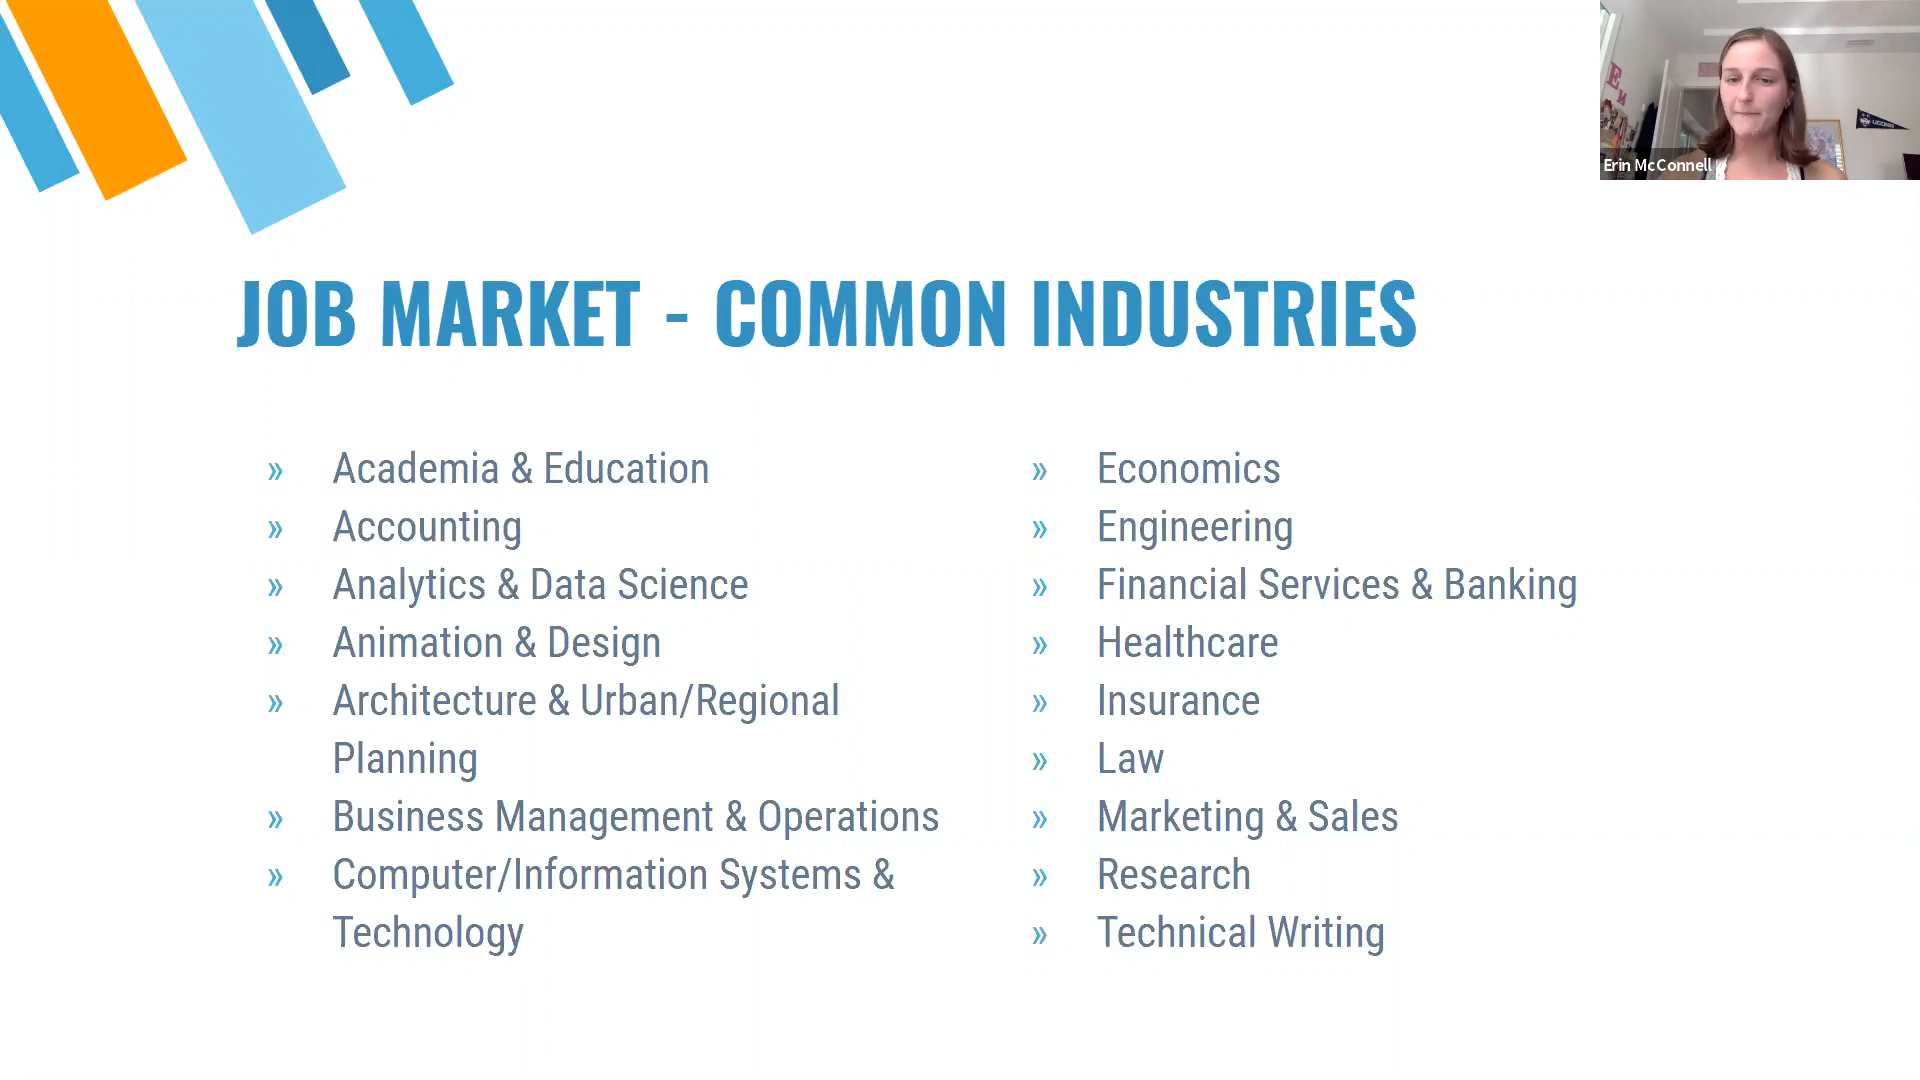 Erin McConnell
UCONN
JOB MARKET - COMMON INDUSTRIES
» Academia & Education
» Accounting
» Analytics & Data Science
» Animation & Design
» Architecture & Urban/Regional
Planning
» Business Management & Operations
» Computer/Information Systems &
Technology
» Economics
» Engineering
» Financial Services & Banking
» Healthcare
» Insurance
» Law
» Marketing & Sales
» Research
» Technical Writing